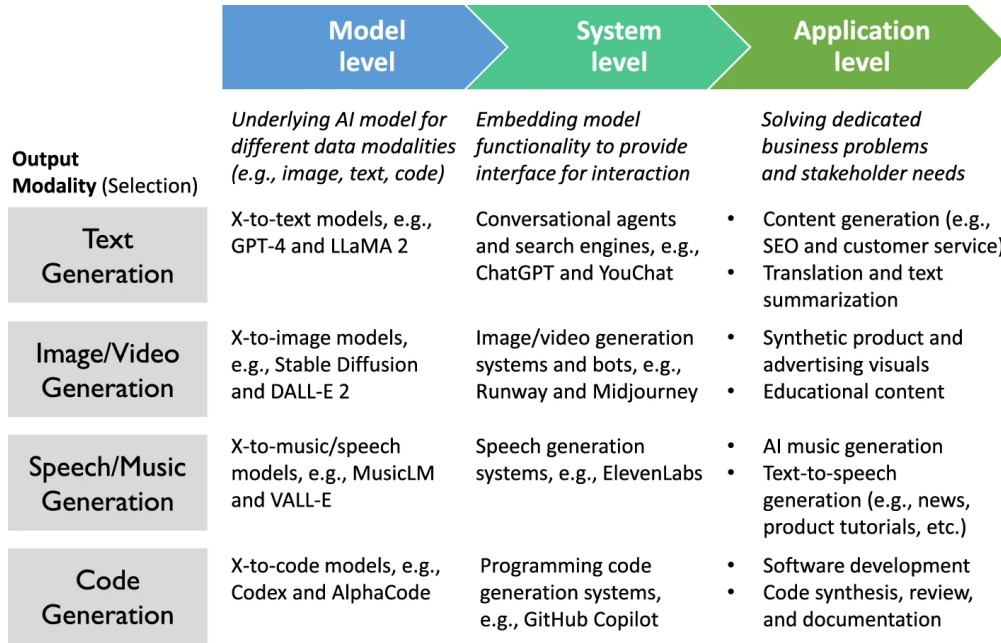 Model
level
System
level
Application
level
Underlying AI model for
different data modalities
(e.g., image, text, code)
Embedding model
functionality to provide
interface for interaction
Solving dedicated
business problems
and stakeholder needs
Output
Modality (Selection)
Text
Generation
X-to-text models, e.g.,
GPT-4 and LLaMA 2
Conversational agents
and search engines, e.g.,
ChatGPT and YouChat
• Content generation (e.g.,
SEO and customer service)
• Translation and text
summarization
Image/Video
Generation
X-to-image models,
e.g., Stable Diffusion
and DALL-E 2
Image/video generation
systems and bots, e.g.,
Runway and Midjourney
• Synthetic product and
advertising visuals
• Educational content
Speech/Music
Generation
X-to-music/speech
models, e.g., MusicLM
and VALL-E
Speech generation
systems, e.g., ElevenLabs
• AI music generation
• Text-to-speech
generation (e.g., news,
product tutorials, etc.)
Code
Generation
X-to-code models, e.g.,
Codex and AlphaCode
Programming code
generation systems,
e.g., GitHub Copilot
• Software development
• Code synthesis, review,
and documentation